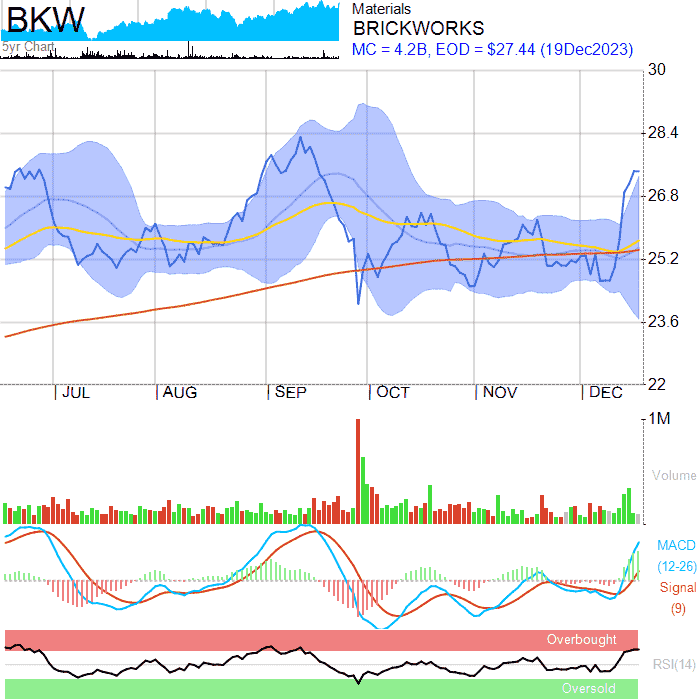 BKW
5yr Chart
Materials
BRICKWORKS
MC = 4.2B, EOD = $27.44 (19Dec2023)
30
28.4
26.8
25.2
23.6
22
JUL AUG SEP OCT NOV DEC
1M
Volume
MACD
(12-26)
Signal
(9)
Overbought
RSI(14)
Oversold